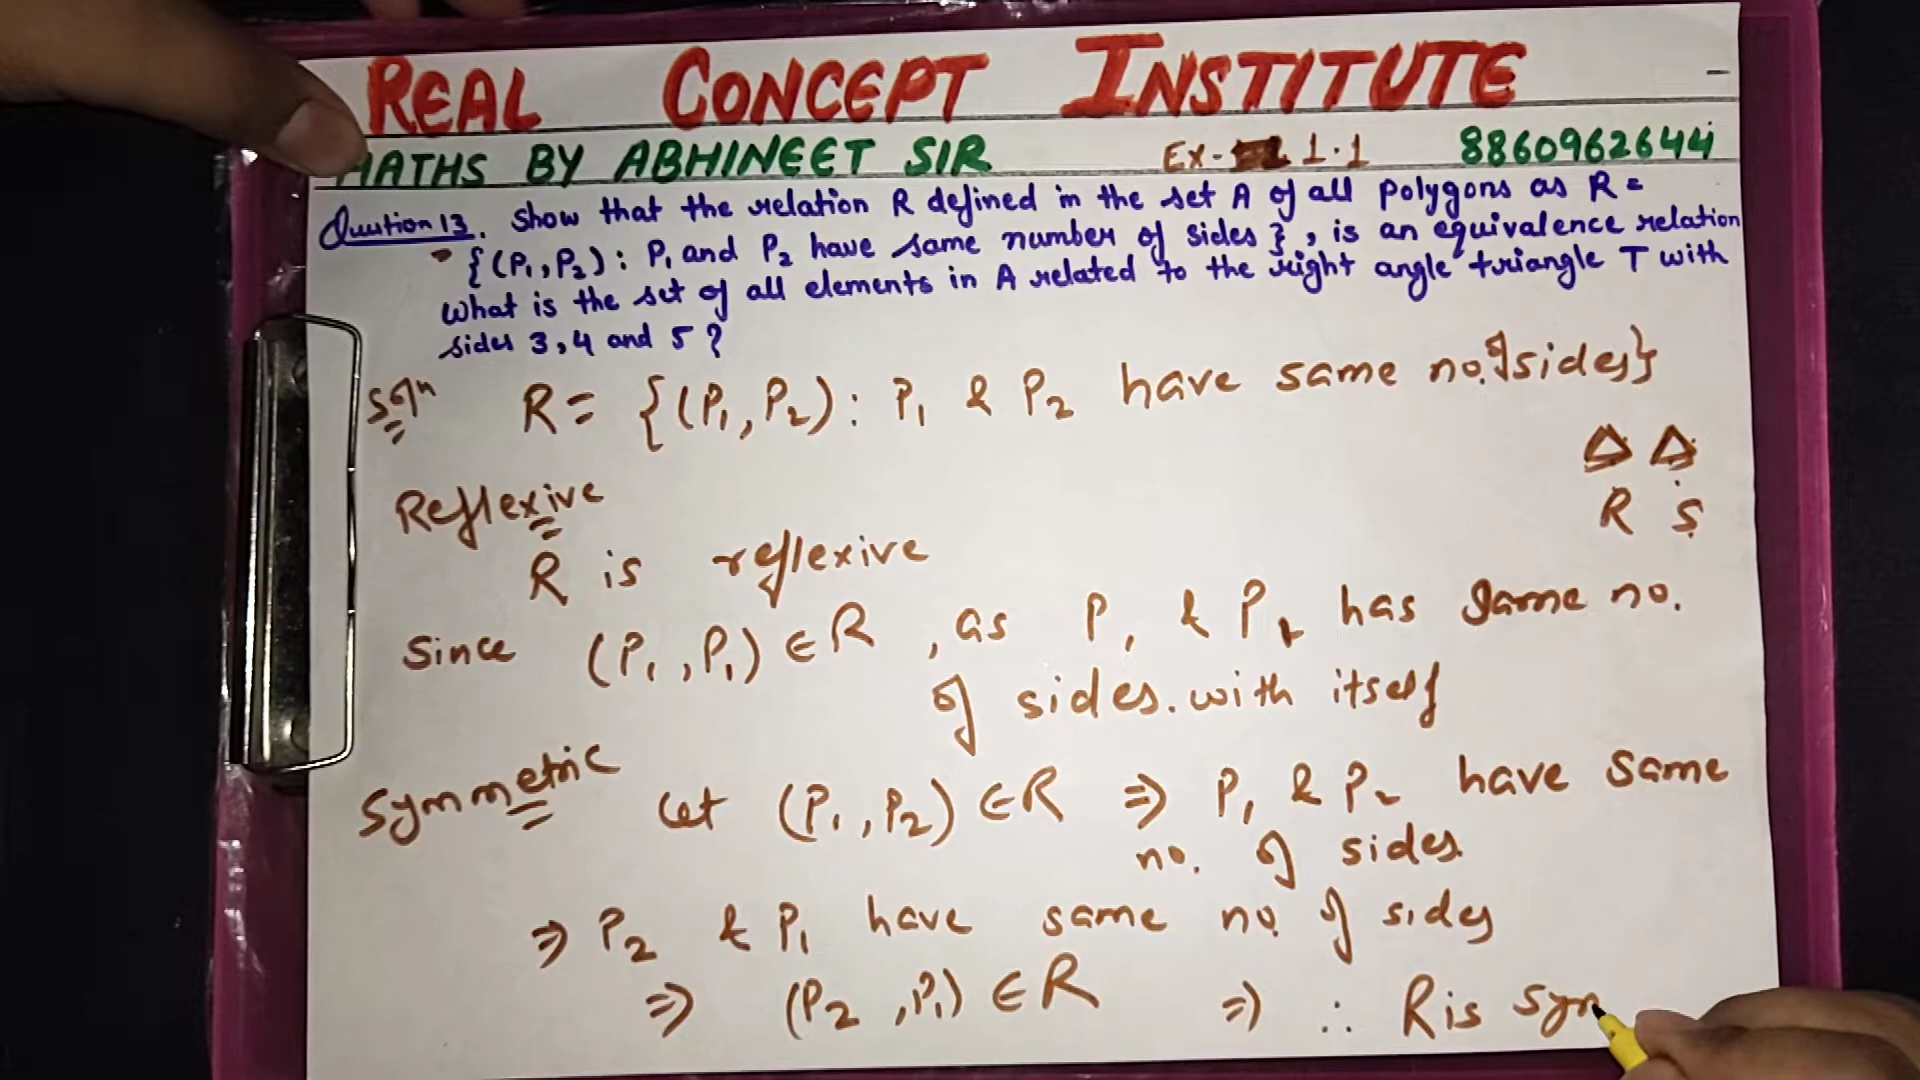 REAL CONCEPT INSTITUTE
MATHS BY ABHINEET SIR EX- 1.1 8860962644
Question 13. Show that the relation R defined in the set A of all polygons as R =
{(P₁, P₂) : P₁ and P₂ have same number of sides}, is an equivalence relation
What is the set of all elements in A related to the right angle triangle T with
sides 3, 4 and 5 ?
Solⁿ R = {(P₁, P₂) : P₁ & P₂ have same no. of sides}
Δ Δ
Reflexive R S
R is reflexive
Since (P₁, P₁) ∈ R, as P₁ & P₁ has same no.
of sides. with itself
Symmetric Let (P₁, P₂) ∈ R ⇒ P₁ & P₂ have same
no. of sides.
⇒ P₂ & P₁ have same no. of sides
⇒ (P₂, P₁) ∈ R ⇒ ∴ R is sym